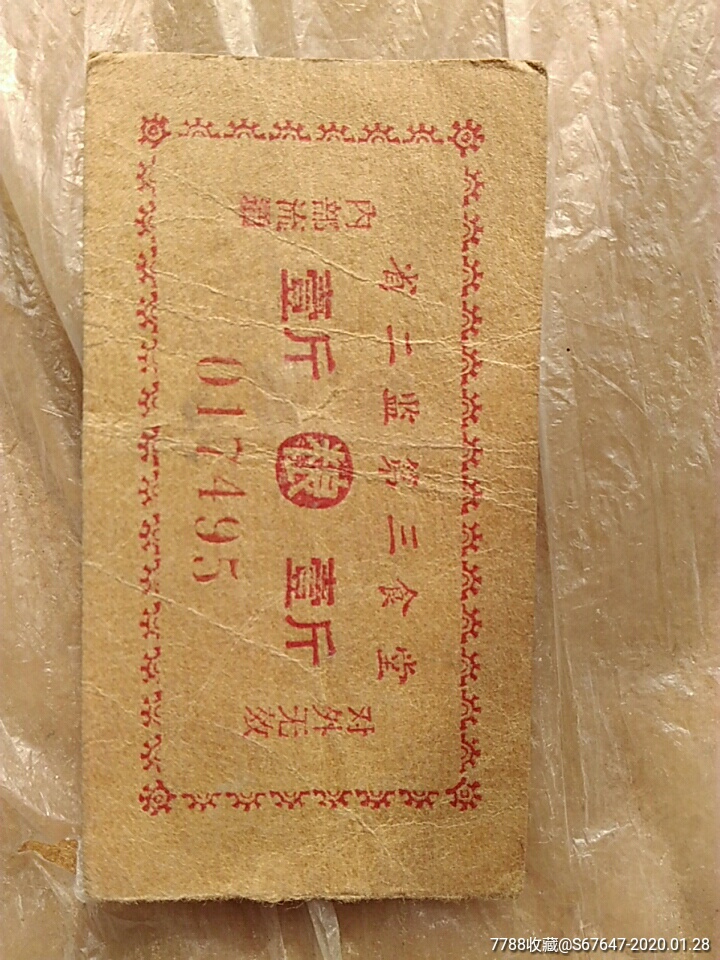 省二监第三食堂
内部流通
壹斤 粮 壹斤
对外无效
017495
7788收藏@S67647-2020.01.28